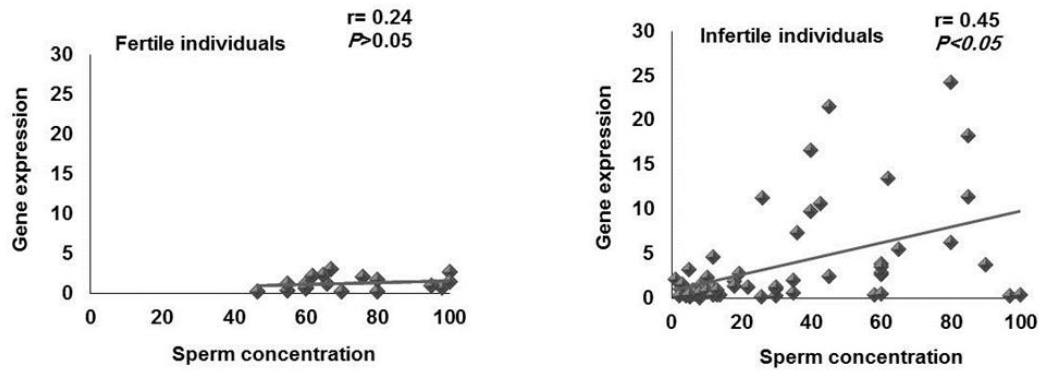 Fertile individuals
r= 0.24
P>0.05
Gene expression
30
25
20
15
10
5
0
0 20 40 60 80 100
Sperm concentration
Infertile individuals
r= 0.45
P<0.05
Gene expression
30
25
20
15
10
5
0
0 20 40 60 80 100
Sperm concentration